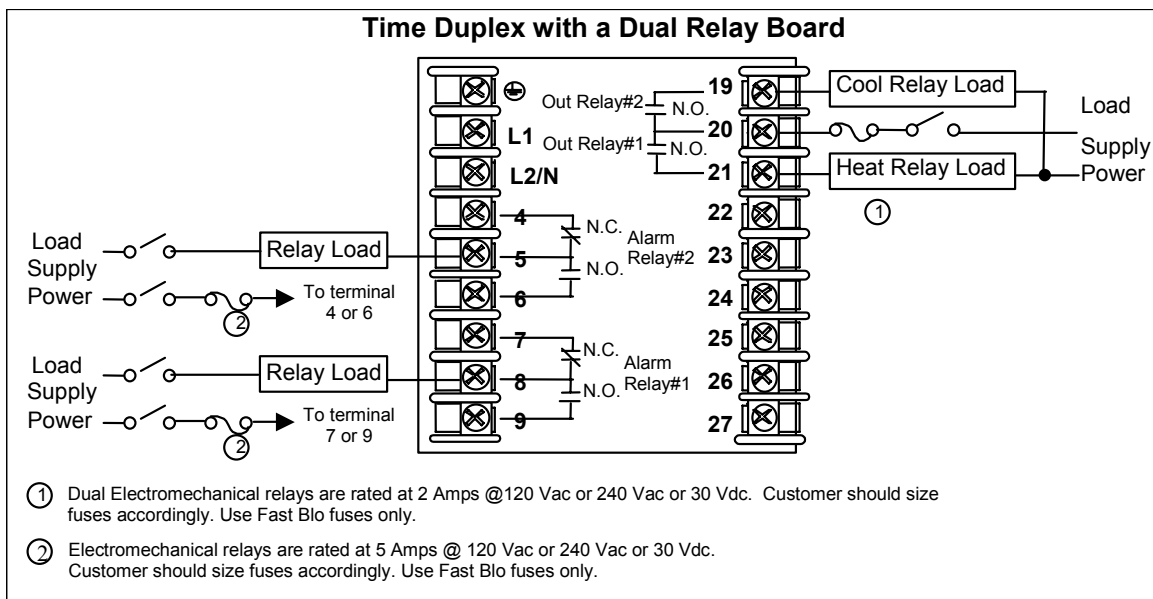 Time Duplex with a Dual Relay Board
19
Out Relay#2
N.O.
Cool Relay Load
Load
Supply
Power
L1
Out Relay#1
N.O.
20
L2/N
21
Heat Relay Load
1
4
N.C.
Alarm
Relay#2
22
Load
Supply
Power
Relay Load
5
N.O.
23
To terminal
4 or 6
2
6
24
7
N.C.
Alarm
Relay#1
25
Load
Supply
Power
Relay Load
8
N.O.
26
To terminal
7 or 9
2
9
27
1 Dual Electromechanical relays are rated at 2 Amps @120 Vac or 240 Vac or 30 Vdc. Customer should size
fuses accordingly. Use Fast Blo fuses only.
2 Electromechanical relays are rated at 5 Amps @ 120 Vac or 240 Vac or 30 Vdc.
Customer should size fuses accordingly. Use Fast Blo fuses only.